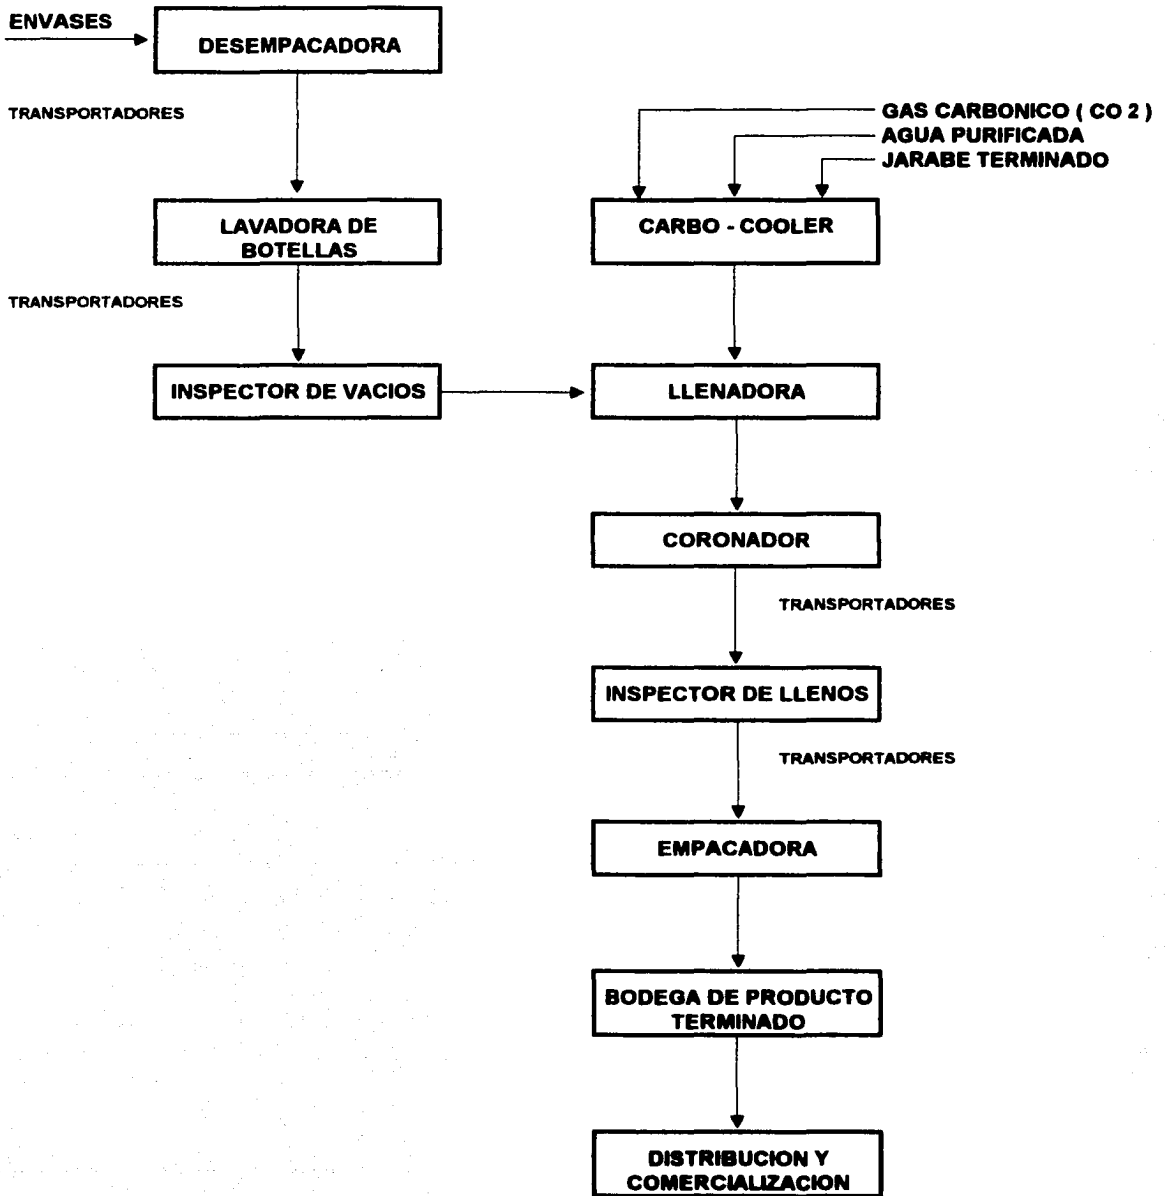 ENVASES
DESEMPACADORA
TRANSPORTADORES
LAVADORA DE
BOTELLAS
TRANSPORTADORES
INSPECTOR DE VACIOS
GAS CARBONICO ( CO 2 )
AGUA PURIFICADA
JARABE TERMINADO
CARBO - COOLER
LLENADORA
CORONADOR
TRANSPORTADORES
INSPECTOR DE LLENOS
TRANSPORTADORES
EMPACADORA
BODEGA DE PRODUCTO
TERMINADO
DISTRIBUCION Y
COMERCIALIZACION